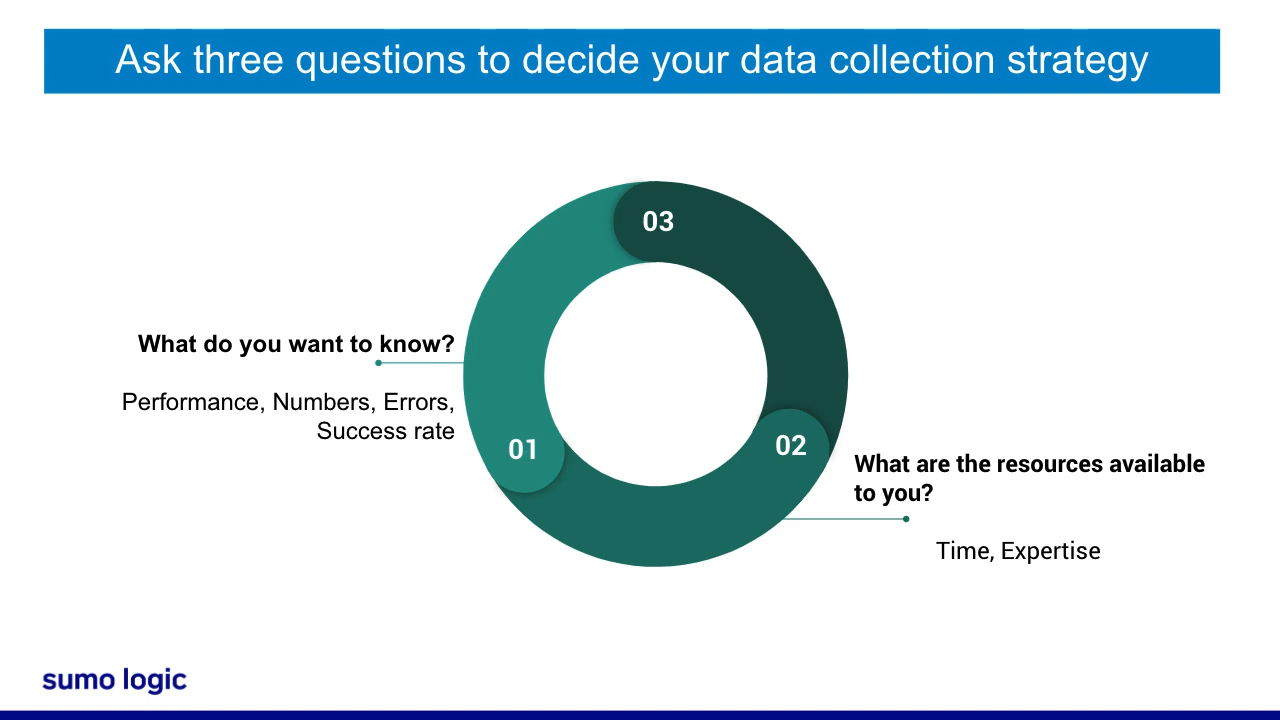 Ask three questions to decide your data collection strategy
03
What do you want to know?
Performance, Numbers, Errors,
Success rate
01
02
What are the resources available
to you?
Time, Expertise
sumo logic